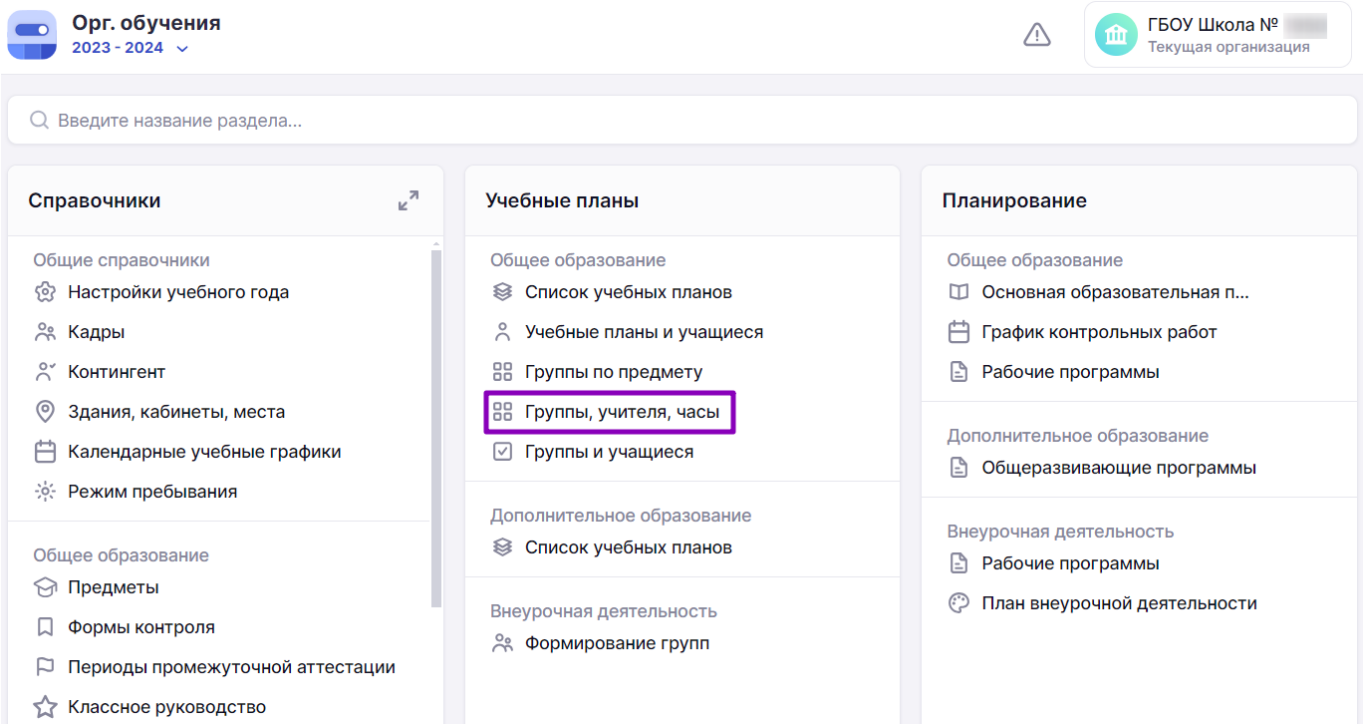 Орг. обучения
2023 - 2024
ГБОУ Школа №
Текущая организация
Введите название раздела...
Справочники
Общие справочники
Настройки учебного года
Кадры
Контингент
Здания, кабинеты, места
Календарные учебные графики
Режим пребывания
Общее образование
Предметы
Формы контроля
Периоды промежуточной аттестации
Классное руководство
Учебные планы
Общее образование
Список учебных планов
Учебные планы и учащиеся
Группы по предмету
Группы, учителя, часы
Группы и учащиеся
Дополнительное образование
Список учебных планов
Внеурочная деятельность
Формирование групп
Планирование
Общее образование
Основная образовательная п...
График контрольных работ
Рабочие программы
Дополнительное образование
Общеразвивающие программы
Внеурочная деятельность
Рабочие программы
План внеурочной деятельности